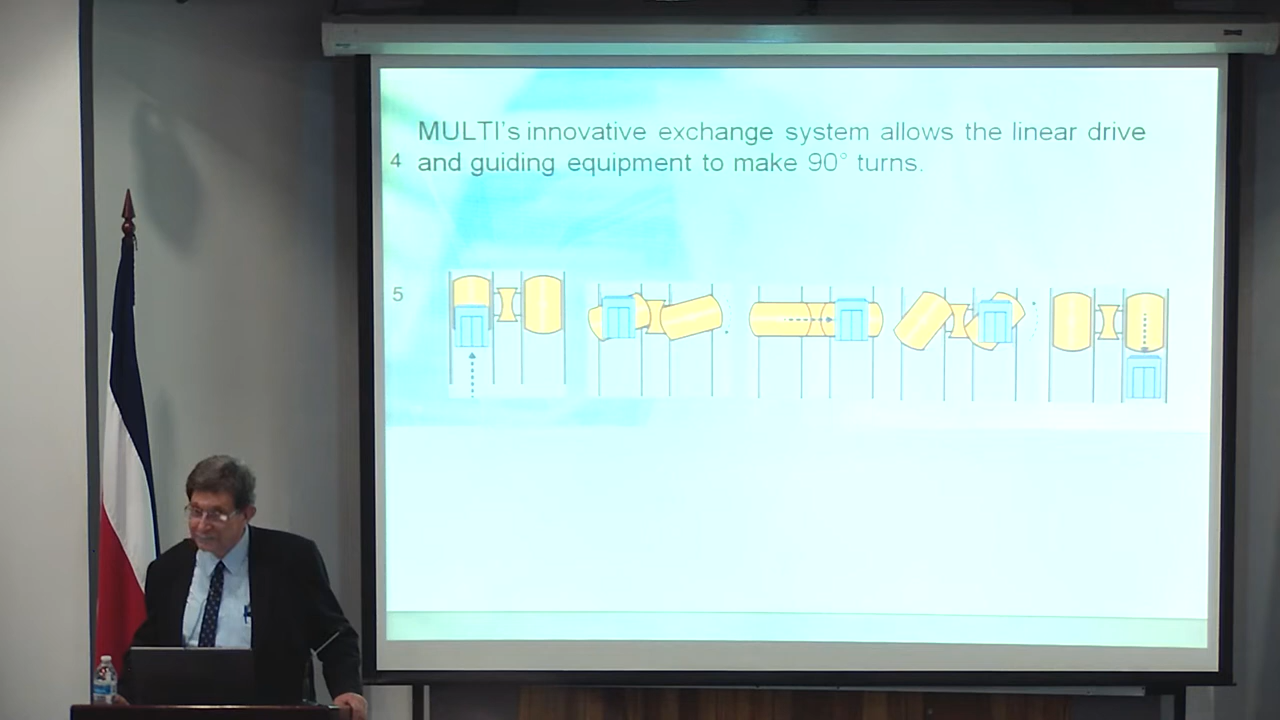 MULTI's innovative exchange system allows the linear drive
4 and guiding equipment to make 90° turns.
5